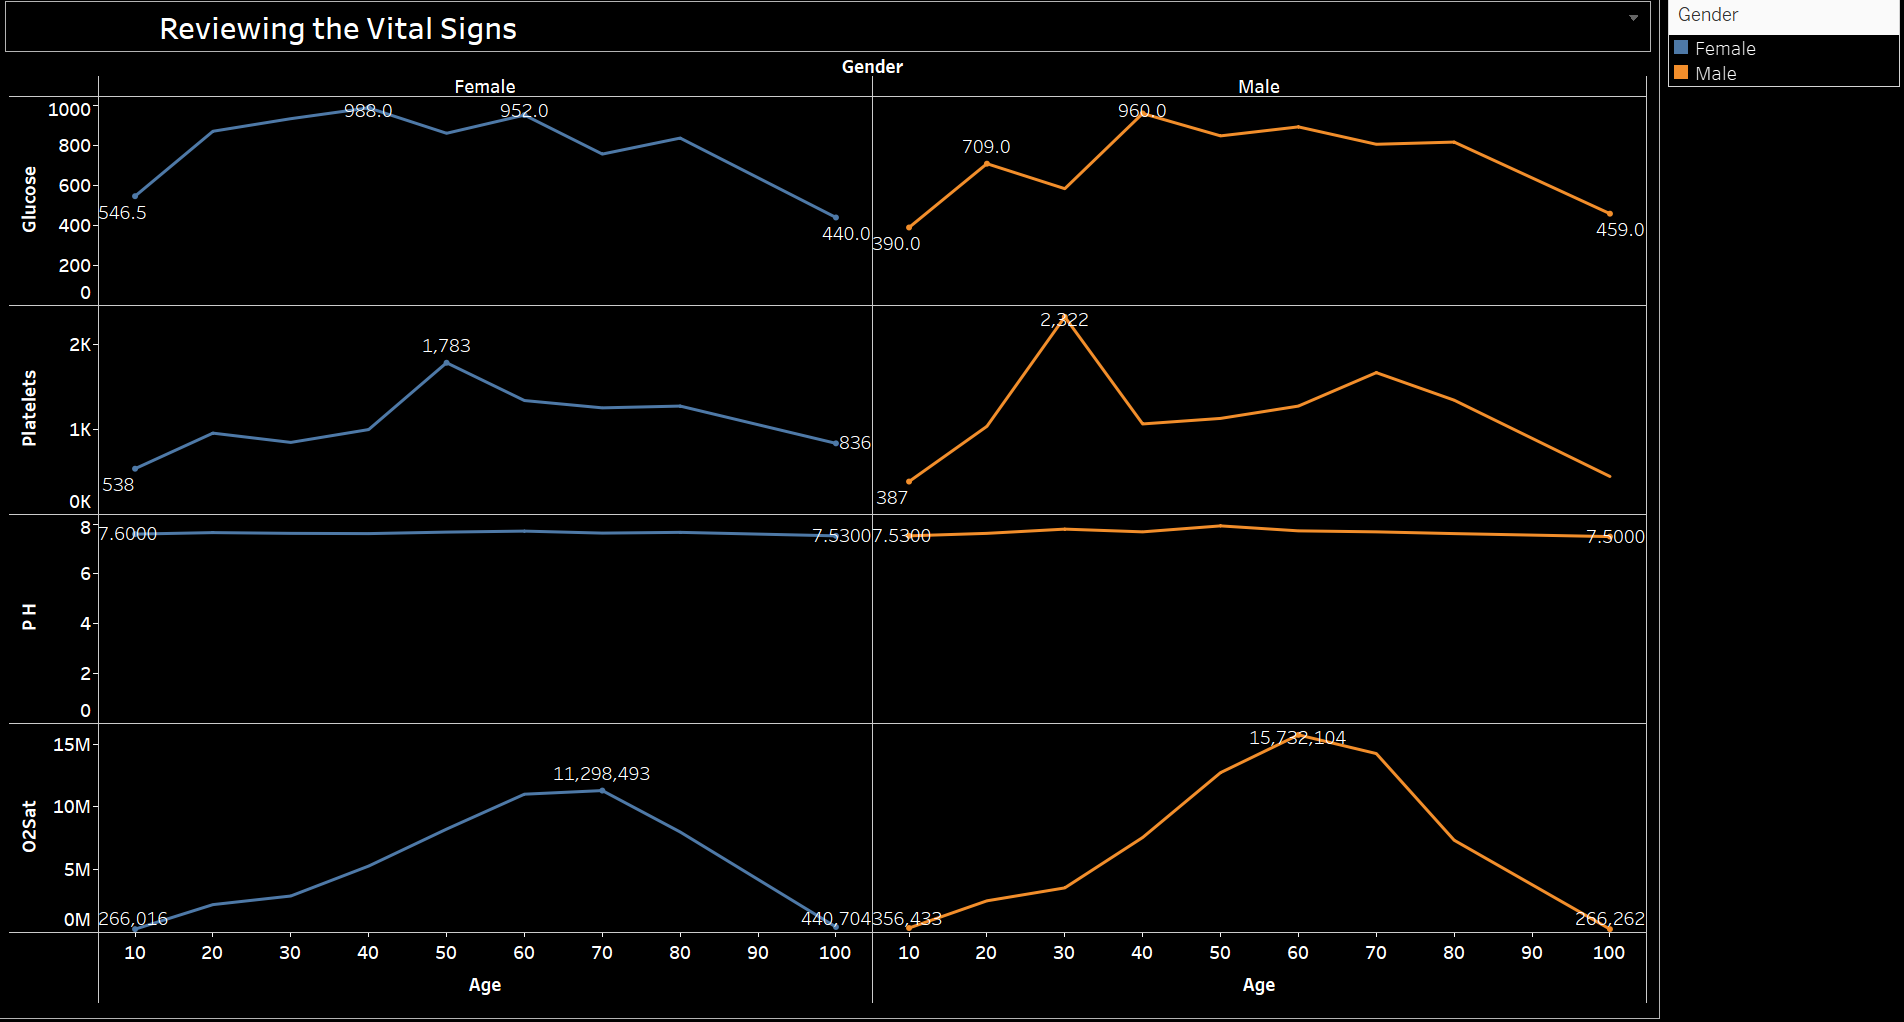 Reviewing the Vital Signs
Gender
Female
Male
Gender
Female
Male
Glucose
1000
800
600
400
200
0
546.5
988.0
952.0
440.0
390.0
709.0
960.0
459.0
Platelets
2K
1K
0K
538
1,783
836
387
2,322
P H
8
6
4
2
0
7.6000
7.5300
7.5300
7.5000
O2Sat
15M
10M
5M
0M
266,016
11,298,493
440,704
356,433
15,732,104
266,262
10 20 30 40 50 60 70 80 90 100
10 20 30 40 50 60 70 80 90 100
Age
Age